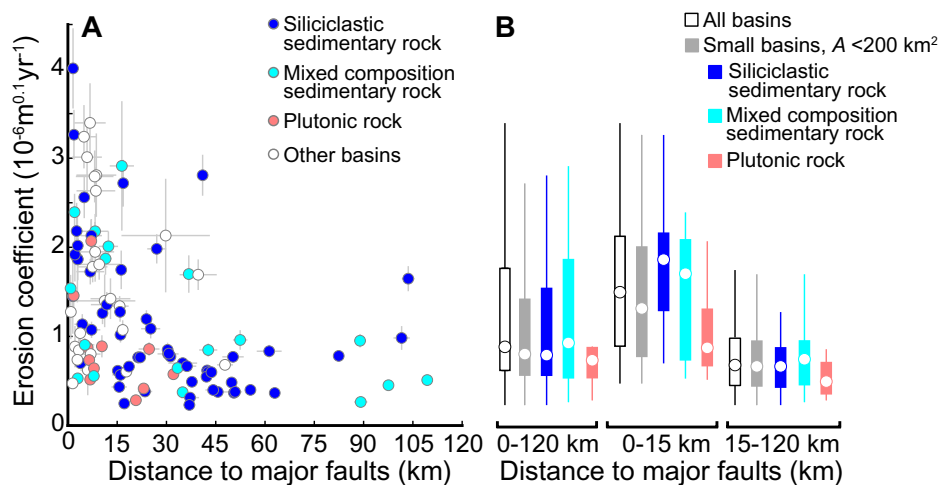 A
Siliciclastic
sedimentary rock
Mixed composition
sedimentary rock
Plutonic rock
Other basins
Erosion coefficient (10⁻⁶m⁰·¹yr⁻¹)
4
3
2
1
0
0 15 30 45 60 75 90 105 120
Distance to major faults (km)
B
All basins
Small basins, A <200 km²
Siliciclastic
sedimentary rock
Mixed composition
sedimentary rock
Plutonic rock
0-120 km 0-15 km 15-120 km
Distance to major faults (km)